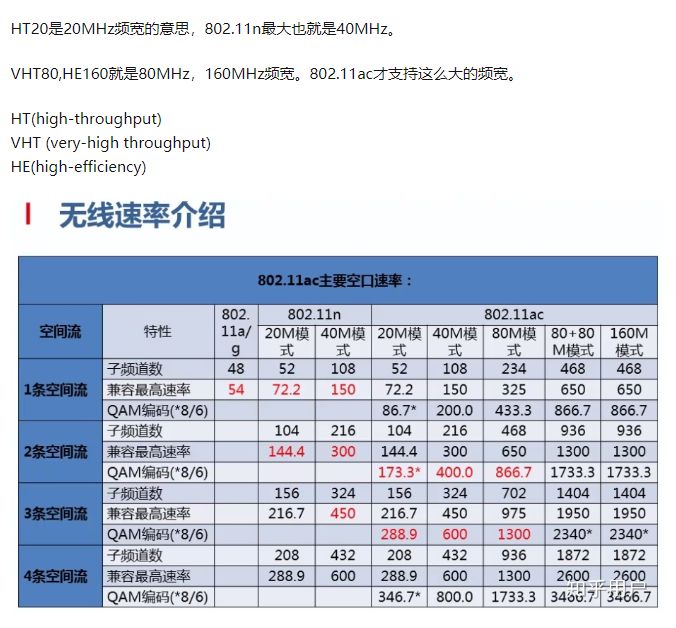 HT20是20MHz频宽的意思，802.11n最大也就是40MHz。
VHT80,HE160就是80MHz，160MHz频宽。802.11ac才支持这么大的频宽。
HT(high-throughput)
VHT (very-high throughput)
HE(high-efficiency)
无线速率介绍
802.11ac主要空口速率：
空间流 特性 802.11a/g 802.11n 802.11ac
20M模式 40M模式 20M模式 40M模式 80M模式 80+80M模式 160M模式
1条空间流 子频道数 48 52 108 52 108 234 468 468
兼容最高速率 54 72.2 150 72.2 150 325 650 650
QAM编码(*8/6) 86.7* 200.0 433.3 866.7 866.7
2条空间流 子频道数 104 216 104 216 468 936 936
兼容最高速率 144.4 300 144.4 300 650 1300 1300
QAM编码(*8/6) 173.3* 400.0 866.7 1733.3 1733.3
3条空间流 子频道数 156 324 156 324 702 1404 1404
兼容最高速率 216.7 450 216.7 450 975 1950 1950
QAM编码(*8/6) 288.9 600 1300 2340* 2340*
4条空间流 子频道数 208 432 208 432 936 1872 1872
兼容最高速率 288.9 600 288.9 600 1300 2600 2600
QAM编码(*8/6) 346.7* 800.0 1733.3 3466.7 3466.7
知乎用户